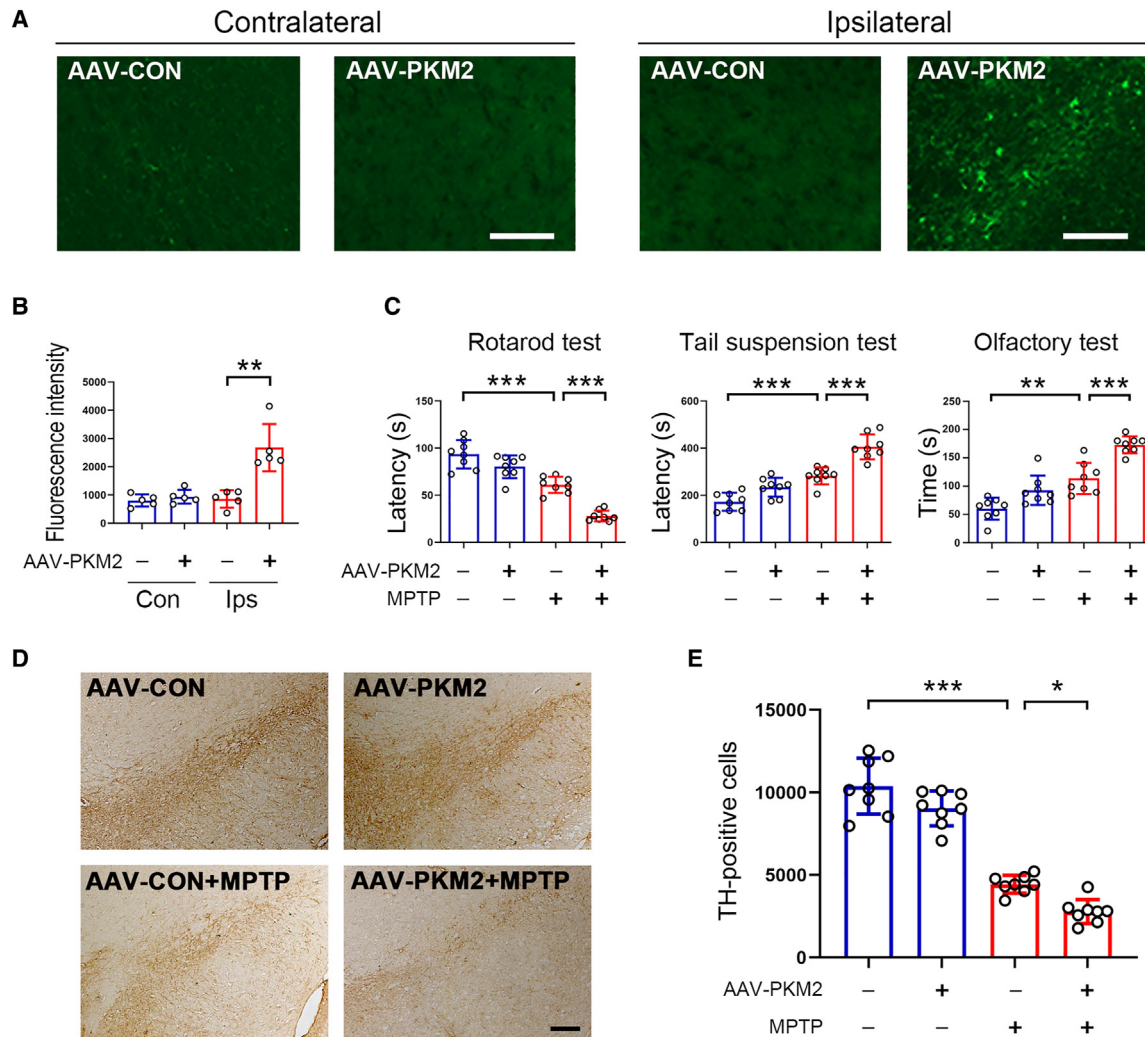 A
Contralateral
Ipsilateral
AAV-CON
AAV-PKM2
AAV-CON
AAV-PKM2
B
Fluorescence intensity
5000
4000
3000
2000
1000
0
**
AAV-PKM2 – + – +
Con Ips
C
Rotarod test
Latency (s)
150
100
50
0
*** ***
AAV-PKM2 – + – +
MPTP – – + +
Tail suspension test
Latency (s)
600
400
200
0
*** ***
– + – +
– – + +
Olfactory test
Time (s)
250
200
150
100
50
0
** ***
– + – +
– – + +
D
AAV-CON
AAV-PKM2
AAV-CON+MPTP
AAV-PKM2+MPTP
E
TH-positive cells
15000
10000
5000
0
*** *
AAV-PKM2 – + – +
MPTP – – + +